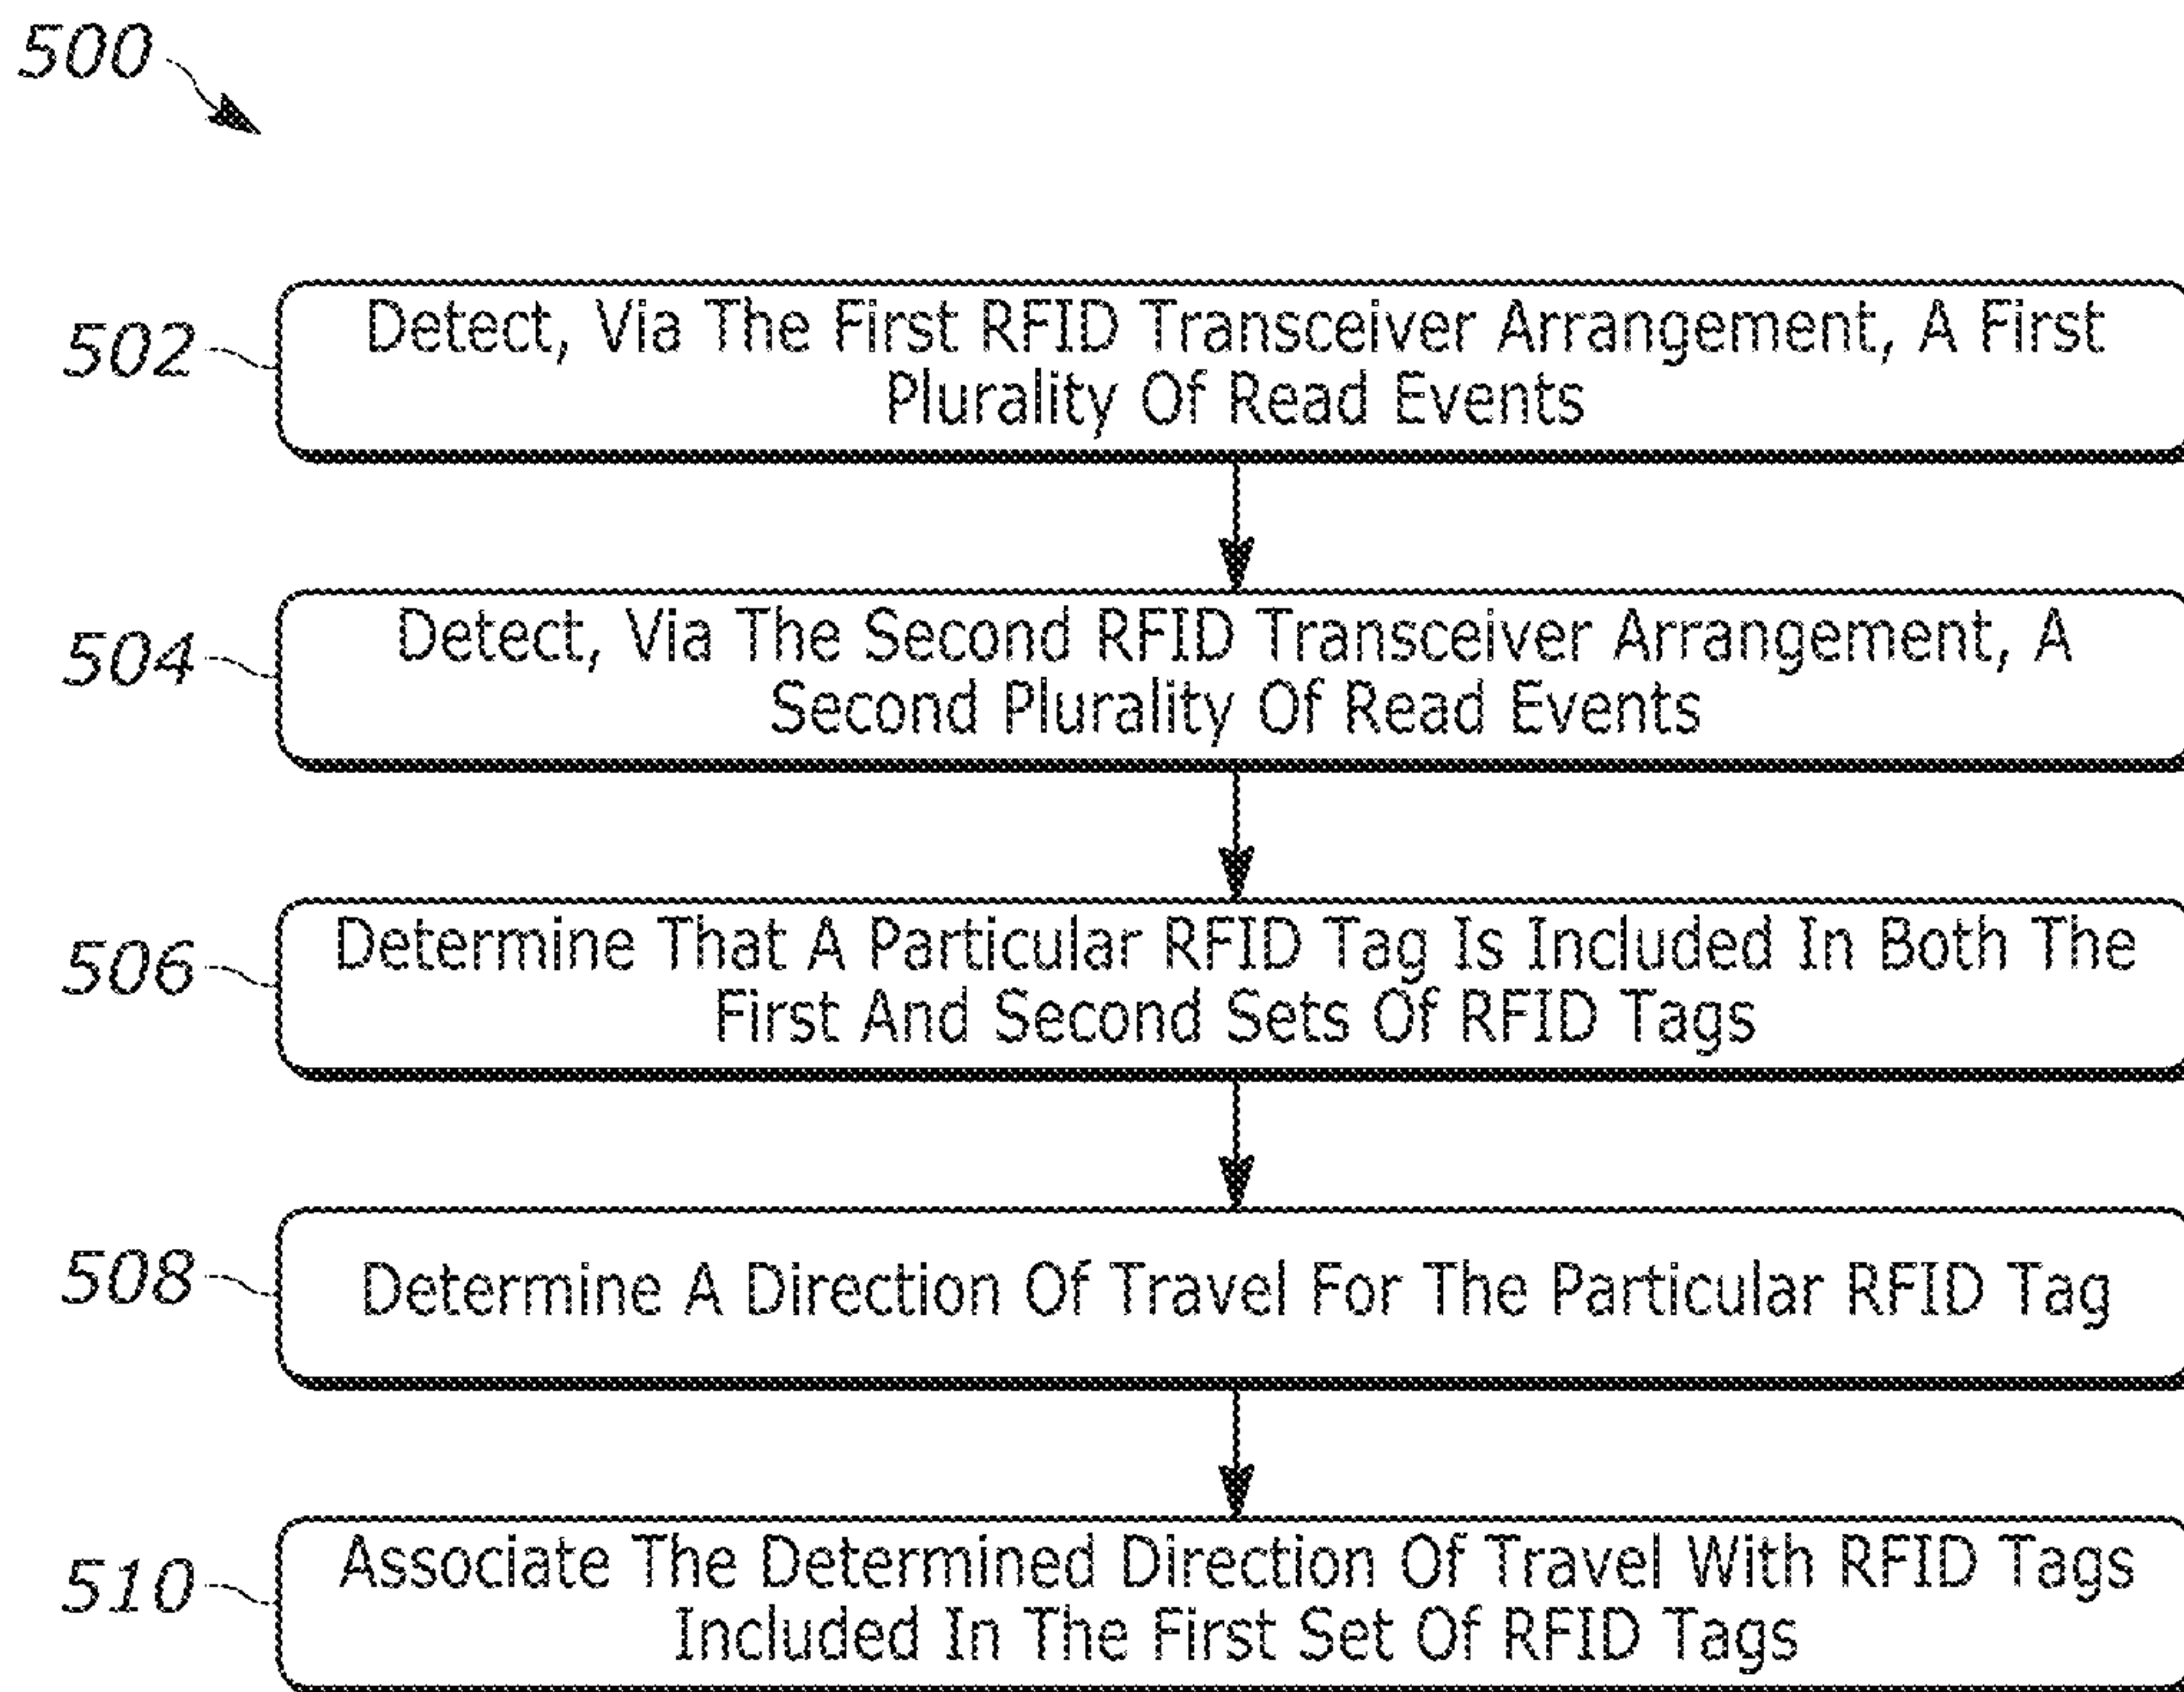 500
502
Detect, Via The First RFID Transceiver Arrangement, A First
Plurality Of Read Events
504
Detect, Via The Second RFID Transceiver Arrangement, A
Second Plurality Of Read Events
506
Determine That A Particular RFID Tag Is Included In Both The
First And Second Sets Of RFID Tags
508
Determine A Direction Of Travel For The Particular RFID Tag
510
Associate The Determined Direction Of Travel With RFID Tags
Included In The First Set Of RFID Tags